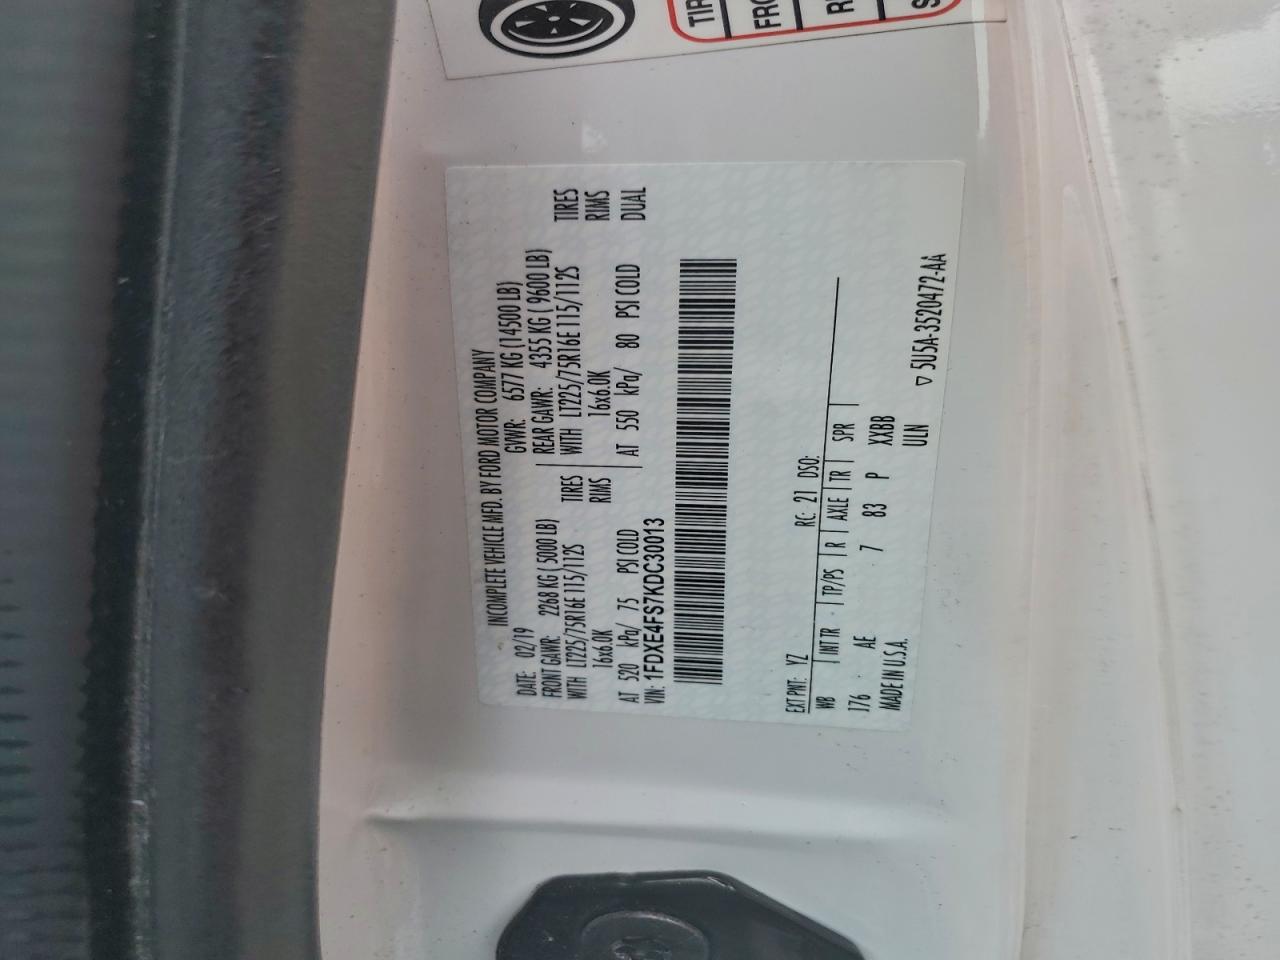 TIR
FRO
R
S
INCOMPLETE VEHICLE MFD. BY FORD MOTOR COMPANY
DATE: 02/19 GVWR: 6577 KG (14500 LB)
FRONT GAWR: 2268 KG ( 5000 LB) REAR GAWR: 4355 KG ( 9600 LB)
WITH LT225/75R16E 115/112S TIRES WITH LT225/75R16E 115/112S TIRES
16x6.0K RIMS 16x6.0K RIMS
AT 520 kPa/ 75 PSI COLD AT 550 kPa/ 80 PSI COLD DUAL
VIN: 1FDXE4FS7KDC30013
EXT PNT: YZ RC: 21 DSO:
WB INT TR TP/PS R AXLE TR SPR
176 AE 7 83 P XXBB
MADE IN U.S.A. ULN
▽ 5U5A-3520472-AA